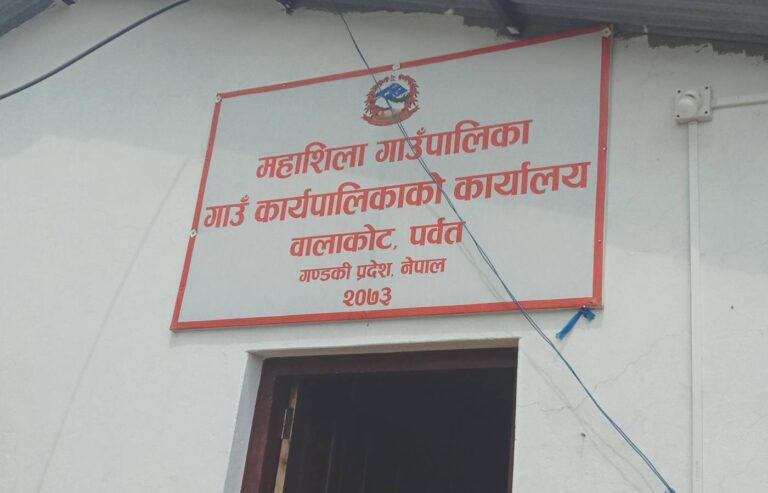 महाशिला गाउँपालिका
गाउँ कार्यपालिकाको कार्यालय
वालाकोट, पर्वत
गण्डकी प्रदेश, नेपाल
२०७३